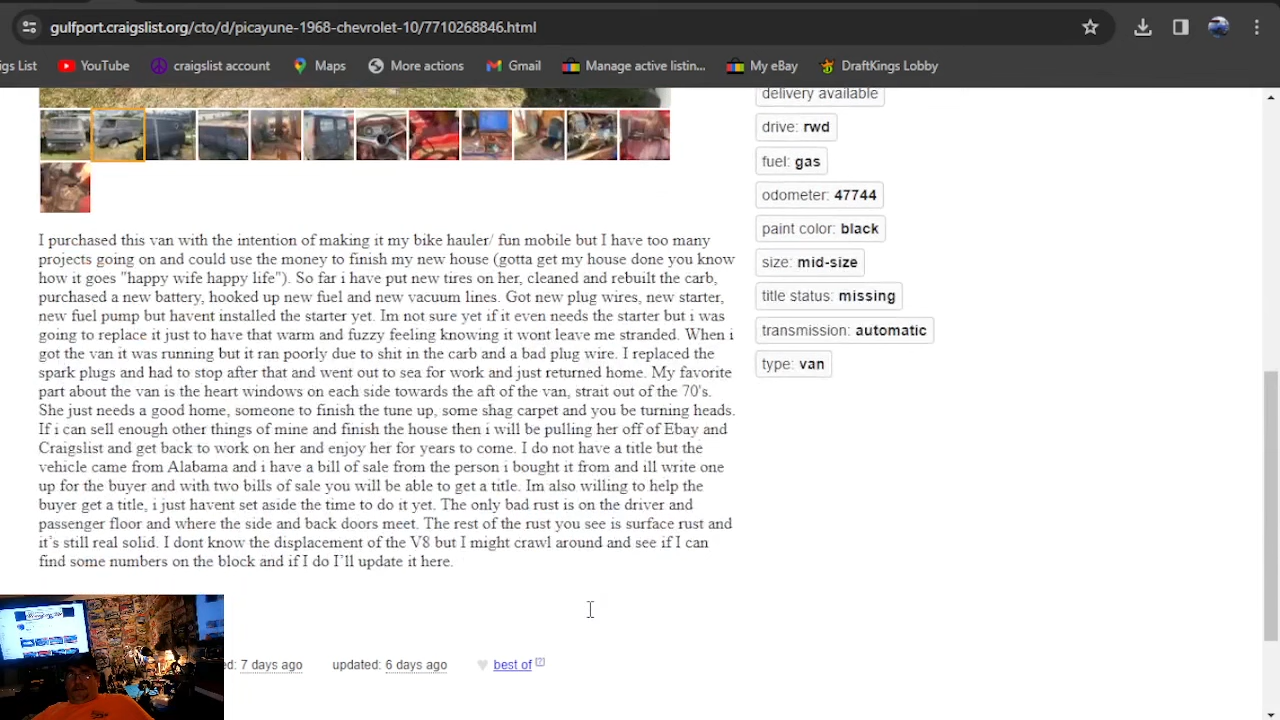 gulfport.craigslist.org/cto/d/picayune-1968-chevrolet-10/7710268846.html
igs List YouTube craigslist account Maps More actions Gmail Manage active listin... My eBay DraftKings Lobby
delivery available
drive: rwd
fuel: gas
odometer: 47744
paint color: black
size: mid-size
title status: missing
transmission: automatic
type: van
I purchased this van with the intention of making it my bike hauler/ fun mobile but I have too many
projects going on and could use the money to finish my new house (gotta get my house done you know
how it goes "happy wife happy life"). So far i have put new tires on her, cleaned and rebuilt the carb,
purchased a new battery, hooked up new fuel and new vacuum lines. Got new plug wires, new starter,
new fuel pump but havent installed the starter yet. Im not sure yet if it even needs the starter but i was
going to replace it just to have that warm and fuzzy feeling knowing it wont leave me stranded. When i
got the van it was running but it ran poorly due to shit in the carb and a bad plug wire. I replaced the
spark plugs and had to stop after that and went out to sea for work and just returned home. My favorite
part about the van is the heart windows on each side towards the aft of the van, strait out of the 70's.
She just needs a good home, someone to finish the tune up, some shag carpet and you be turning heads.
If i can sell enough other things of mine and finish the house then i will be pulling her off of Ebay and
Craigslist and get back to work on her and enjoy her for years to come. I do not have a title but the
vehicle came from Alabama and i have a bill of sale from the person i bought it from and ill write one
up for the buyer and with two bills of sale you will be able to get a title. Im also willing to help the
buyer get a title, i just havent set aside the time to do it yet. The only bad rust is on the driver and
passenger floor and where the side and back doors meet. The rest of the rust you see is surface rust and
it's still real solid. I dont know the displacement of the V8 but I might crawl around and see if I can
find some numbers on the block and if I do I'll update it here.
ed: 7 days ago updated: 6 days ago best of [?]